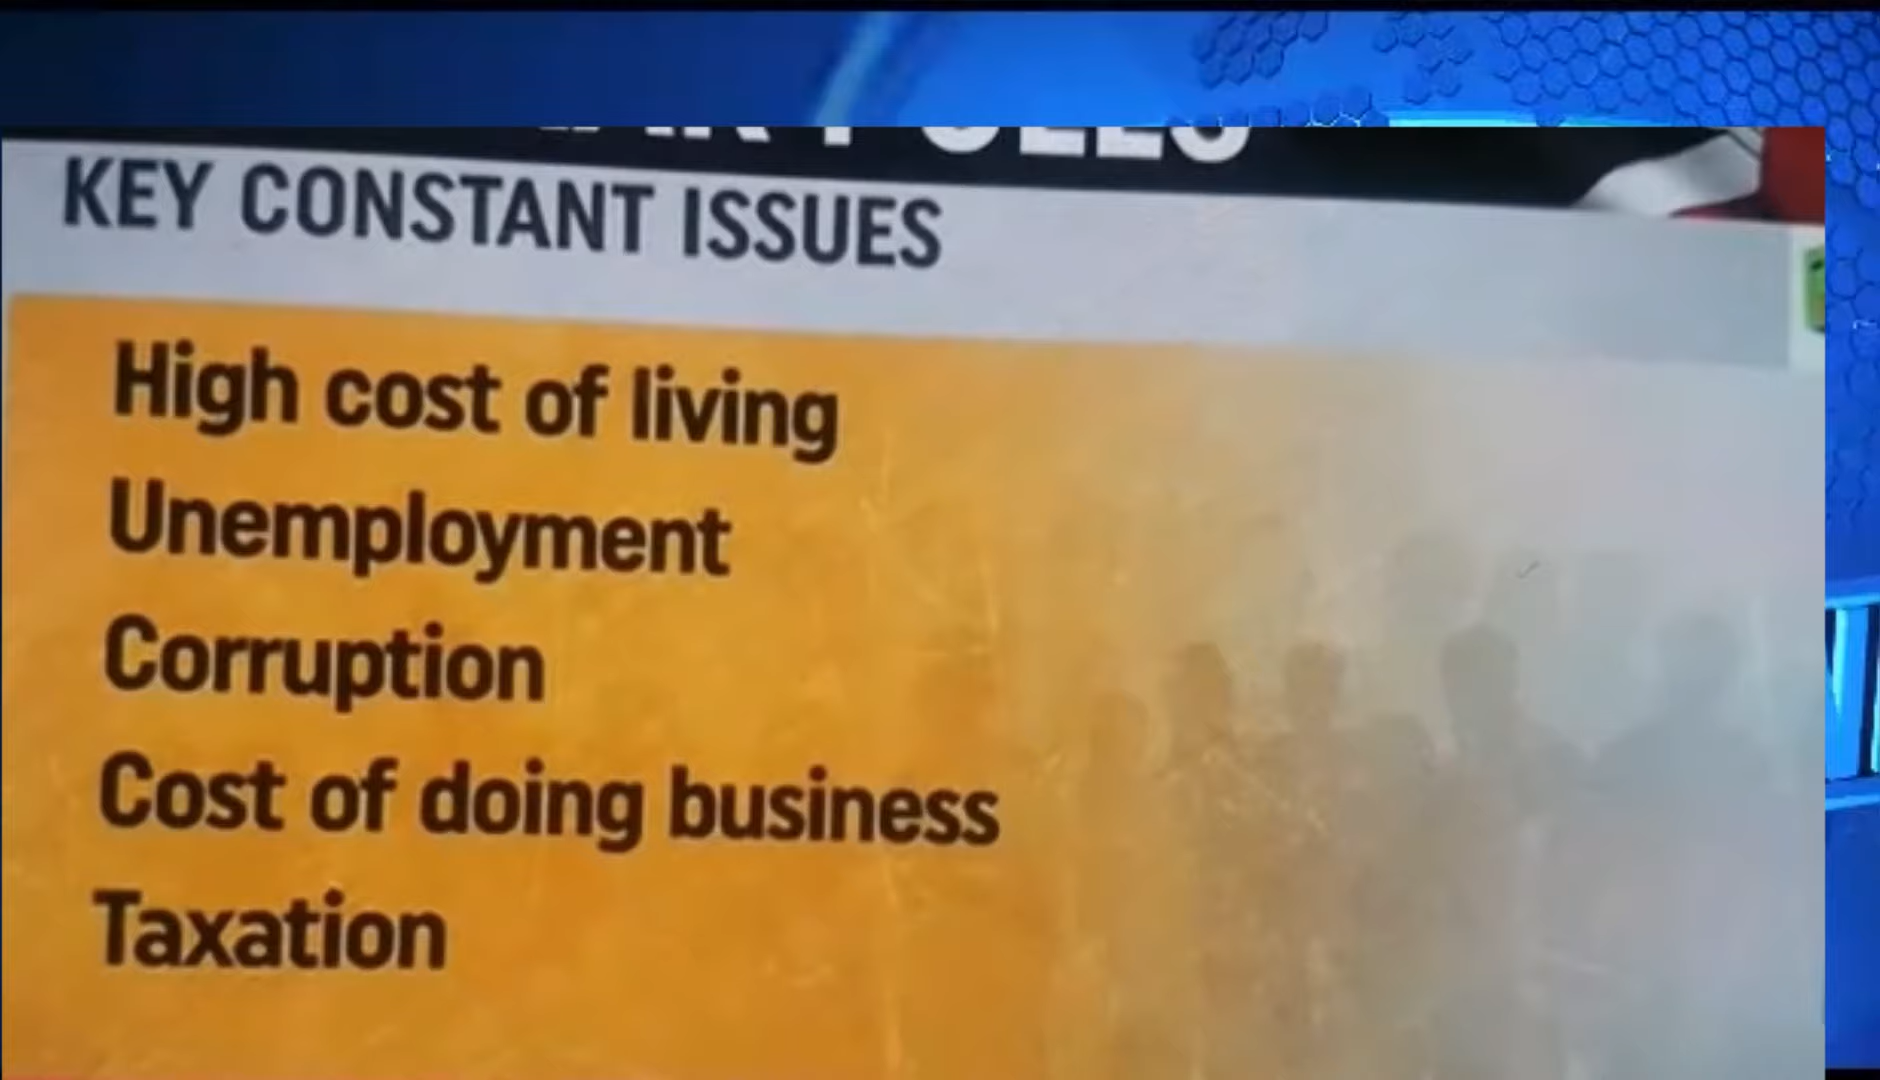 KEY CONSTANT ISSUES
High cost of living
Unemployment
Corruption
Cost of doing business
Taxation